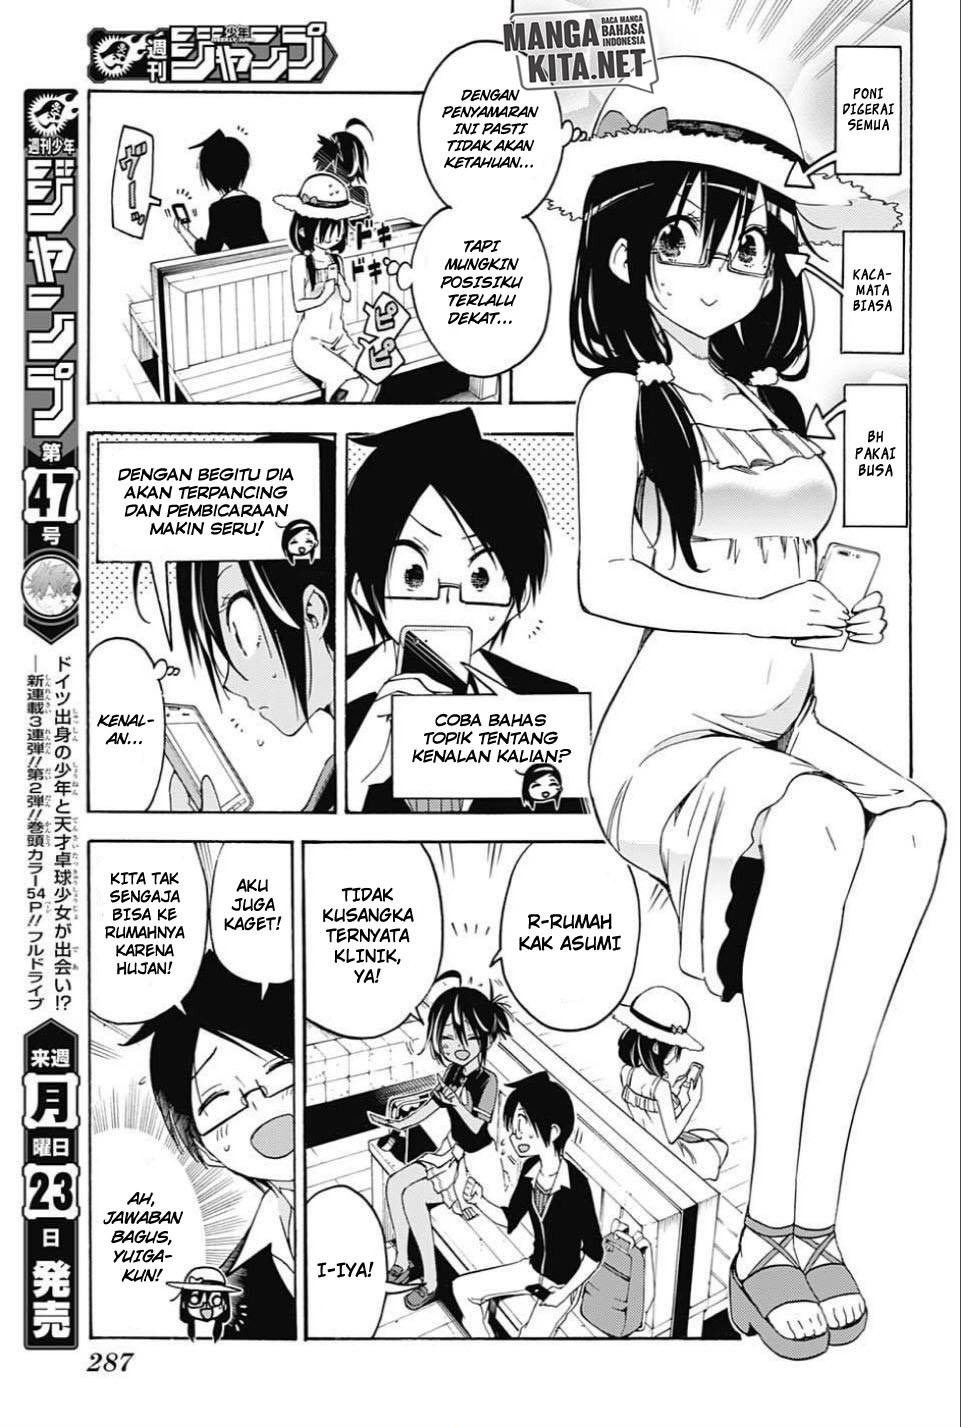 週刊
少年
ジャンプ
MANGA
KITA.NET
BACA MANGA
BAHASA
INDONESIA
PONI
DIGERAI
SEMUA
KACA-
MATA
BIASA
BH
PAKAI
BUSA
DENGAN
PENYAMARAN
INI PASTI
TIDAK AKAN
KETAHUAN...
TAPI
MUNGKIN
POSISIKU
TERLALU
DEKAT...
ドキ
ドキ
COBA BAHAS
TOPIK TENTANG
KENALAN KALIAN?
DENGAN BEGITU DIA
AKAN TERPANCING
DAN PEMBICARAAN
MAKIN SERU!
KENAL-
AN...
R-RUMAH
KAK ASUMI
TIDAK
KUSANGKA
TERNYATA
KLINIK,
YA!
I-IYA!
AKU
JUGA
KAGET!
KITA TAK
SENGAJA
BISA KE
RUMAHNYA
KARENA
HUJAN!
AH,
JAWABAN
BAGUS,
YUIGA-
KUN!
週刊少年
ジャンプ
第
47
号
ドイツ出身の少年と天才卓球少女が出会い!?
―新連載3連弾!!第2弾!!巻頭カラー54P!!フルドライブ
来週
月
曜日
23
日
発売
287